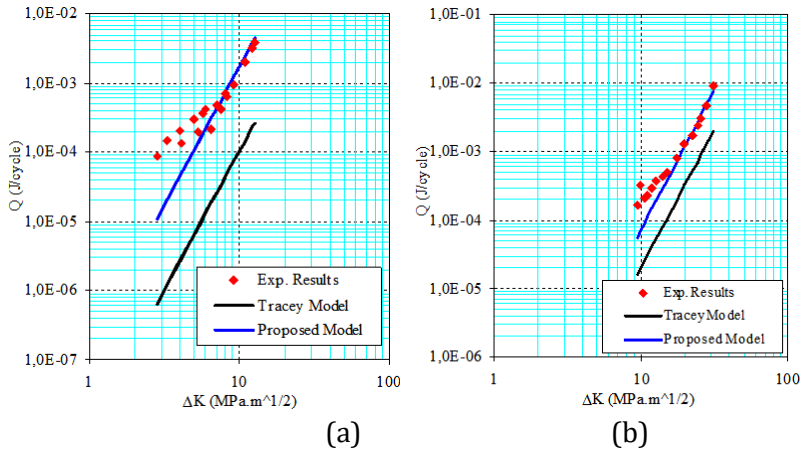 1,0E-02
1,0E-03
1,0E-04
1,0E-05
1,0E-06
1,0E-07
Q (J/cycle)
1
10
100
ΔK (MPa.m^1/2)
Exp. Results
Tracey Model
Proposed Model
(a)
1,0E-01
1,0E-02
1,0E-03
1,0E-04
1,0E-05
1,0E-06
Q (J/cycle)
1
10
100
ΔK (MPa.m^1/2)
Exp. Results
Tracey Model
Proposed Model
(b)